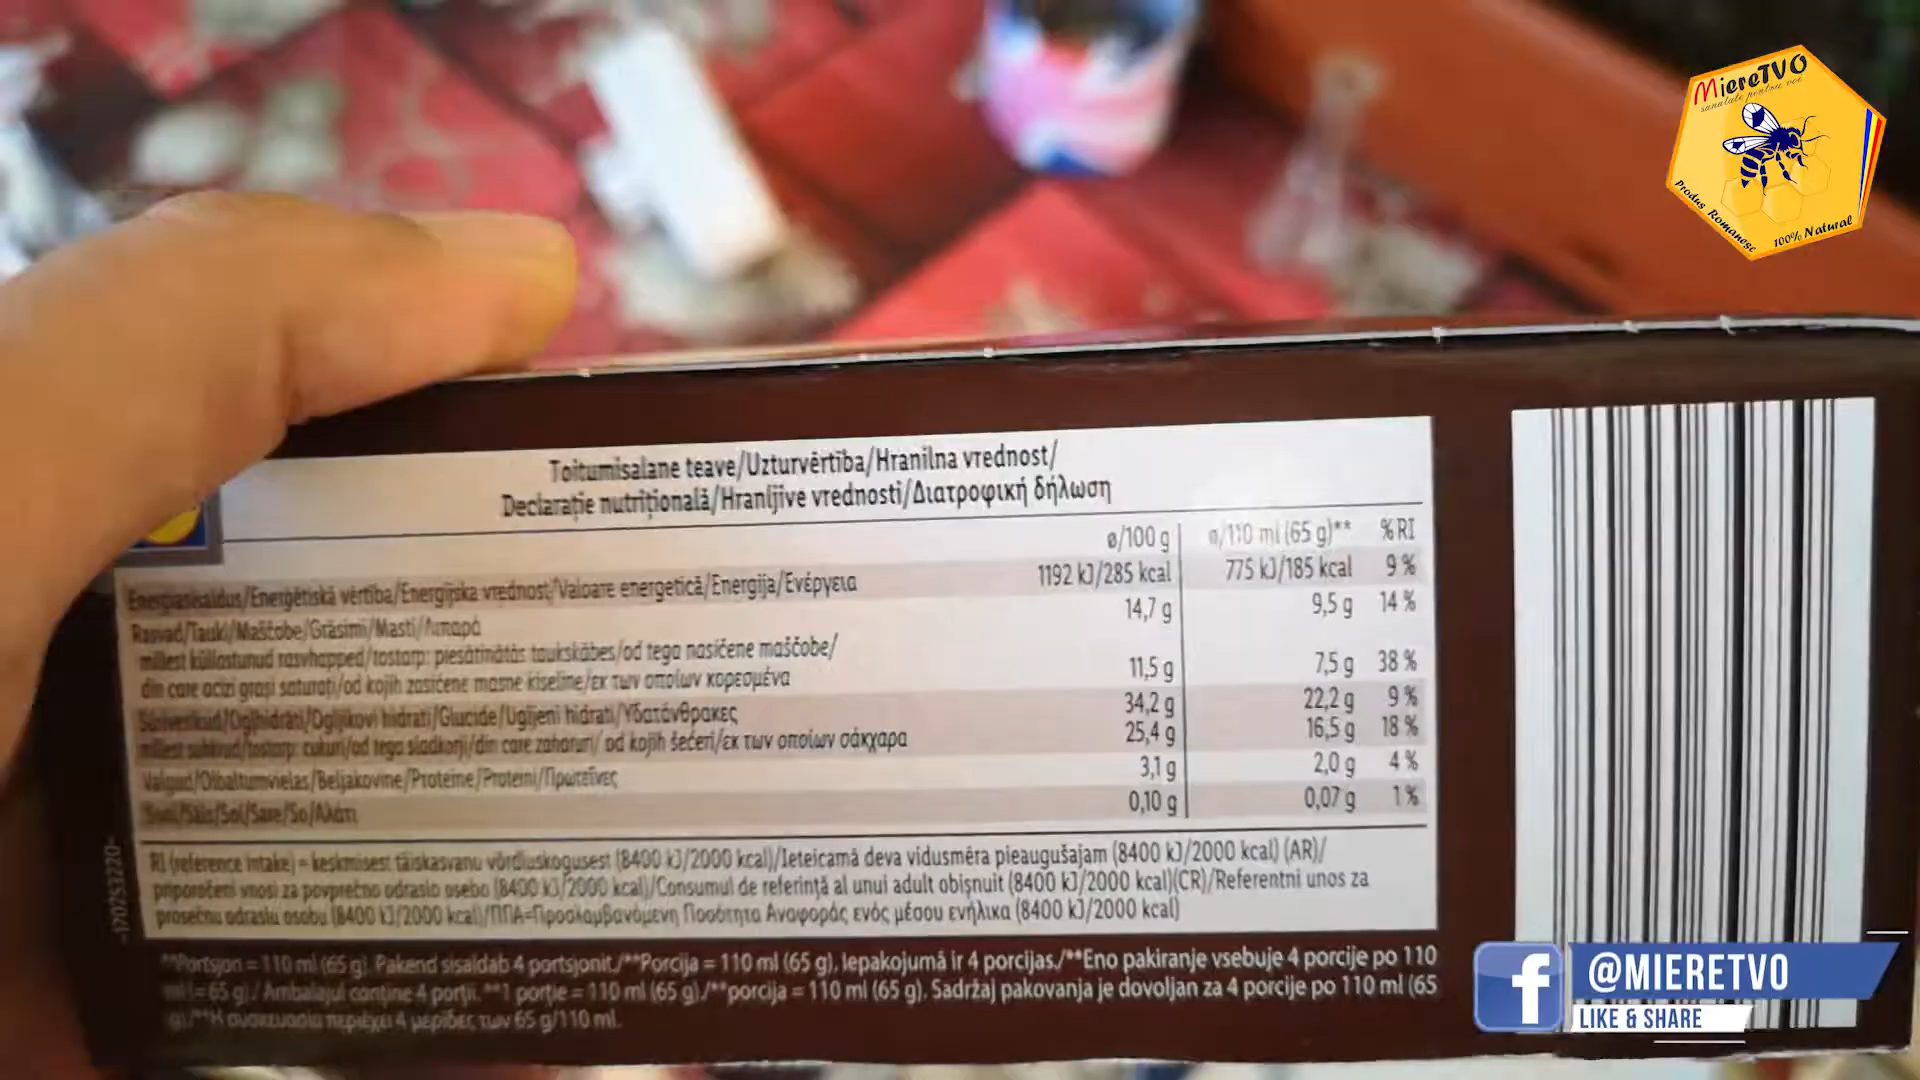 MiereTVO
sanatate pentru voi
Produs Romanesc
100% Natural
Toitumisalane teave/Uzturvērtība/Hranilna vrednost/
Declarație nutrițională/Hranljive vrednosti/Διατροφική δήλωση
ø/100 g ø/110 ml (65 g)** %RI
Energiasisaldus/Enerģētiskā vērtība/Energijska vrednost/Valoare energetică/Energija/Ενέργεια 1192 kJ/285 kcal 775 kJ/185 kcal 9 %
Rasvad/Tauki/Maščobe/Grăsimi/Masti/Λιπαρά 14,7 g 9,5 g 14 %
millest küllastunud rasvhapped/tostarp: piesātinātās taukskābes/od tega nasičene maščobe/
din care acizi grași saturați/od kojih zasićene masne kiseline/εκ των οποίων κορεσμένα 11,5 g 7,5 g 38 %
Süsivesikud/Ogļhidrāti/Ogljikovi hidrati/Glucide/Ugljeni hidrati/Υδατάνθρακες 34,2 g 22,2 g 9 %
millest suhkrud/tostarp: cukuri/od tega sladkorji/din care zaharuri/ od kojih šećeri/εκ των οποίων σάκχαρα 25,4 g 16,5 g 18 %
Valgud/Olbaltumvielas/Beljakovine/Proteine/Proteini/Πρωτεΐνες 3,1 g 2,0 g 4 %
Sool/Sāls/Sol/Sare/So/Αλάτι 0,10 g 0,07 g 1 %
RI (reference intake) = keskmisest täiskasvanu võrdluskogusest (8400 kJ/2000 kcal)/Ieteicamā deva vidusmēra pieaugušajam (8400 kJ/2000 kcal) (AR)/
priporočeni vnosi za povprečno odraslo osebo (8400 kJ/2000 kcal)/Consumul de referință al unui adult obișnuit (8400 kJ/2000 kcal)(CR)/Referentni unos za
prosečnu odraslu osobu (8400 kJ/2000 kcal)/ΠΠΑ=Προσλαμβανόμενη Ποσότητα Αναφοράς ενός μέσου ενήλικα (8400 kJ/2000 kcal)
**Portsjon = 110 ml (65 g). Pakend sisaldab 4 portsjonit./**Porcija = 110 ml (65 g), Iepakojumā ir 4 porcijas./**Eno pakiranje vsebuje 4 porcije po 110
ml (= 65 g)./ Ambalajul conține 4 porții. **1 porție = 110 ml (65 g)./**porcija = 110 ml (65 g). Sadržaj pakovanja je dovoljan za 4 porcije po 110 ml (65
g)./**Η συσκευασία περιέχει 4 μερίδες των 65 g/110 ml.
-170253220-
f @MIERETVO
LIKE & SHARE